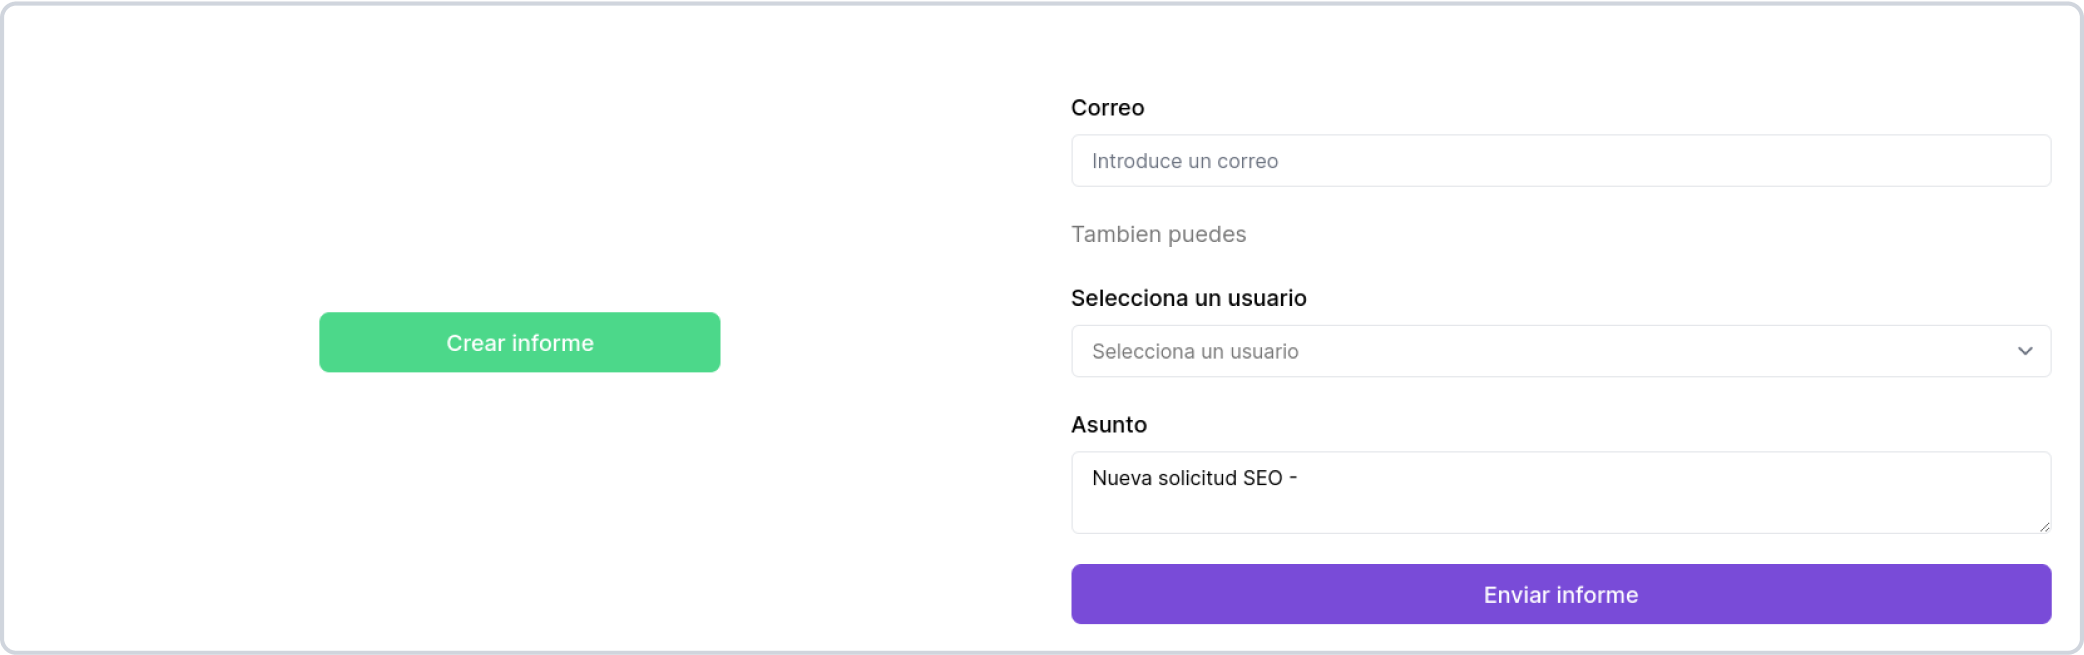 Crear informe
Correo
Introduce un correo
Tambien puedes
Selecciona un usuario
Selecciona un usuario
Asunto
Nueva solicitud SEO -
Enviar informe